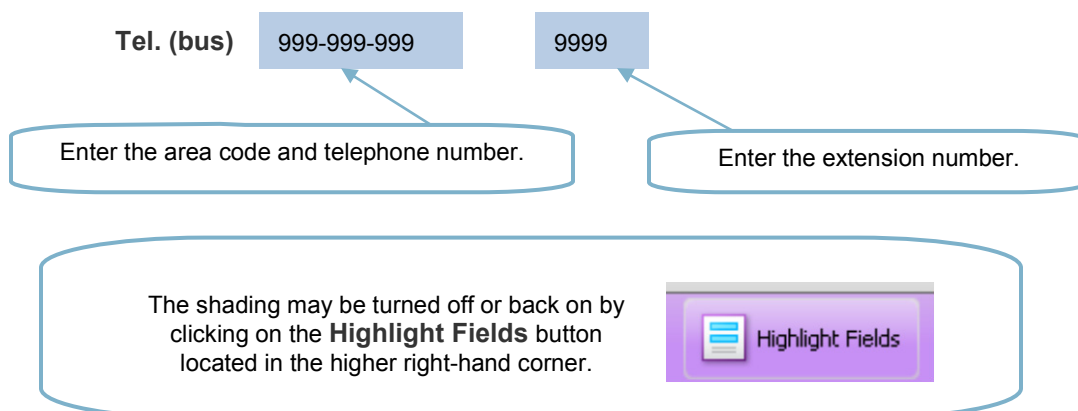 Tel. (bus) 999-999-999 9999
Enter the area code and telephone number.
Enter the extension number.
The shading may be turned off or back on by
clicking on the Highlight Fields button
located in the higher right-hand corner.
Highlight Fields